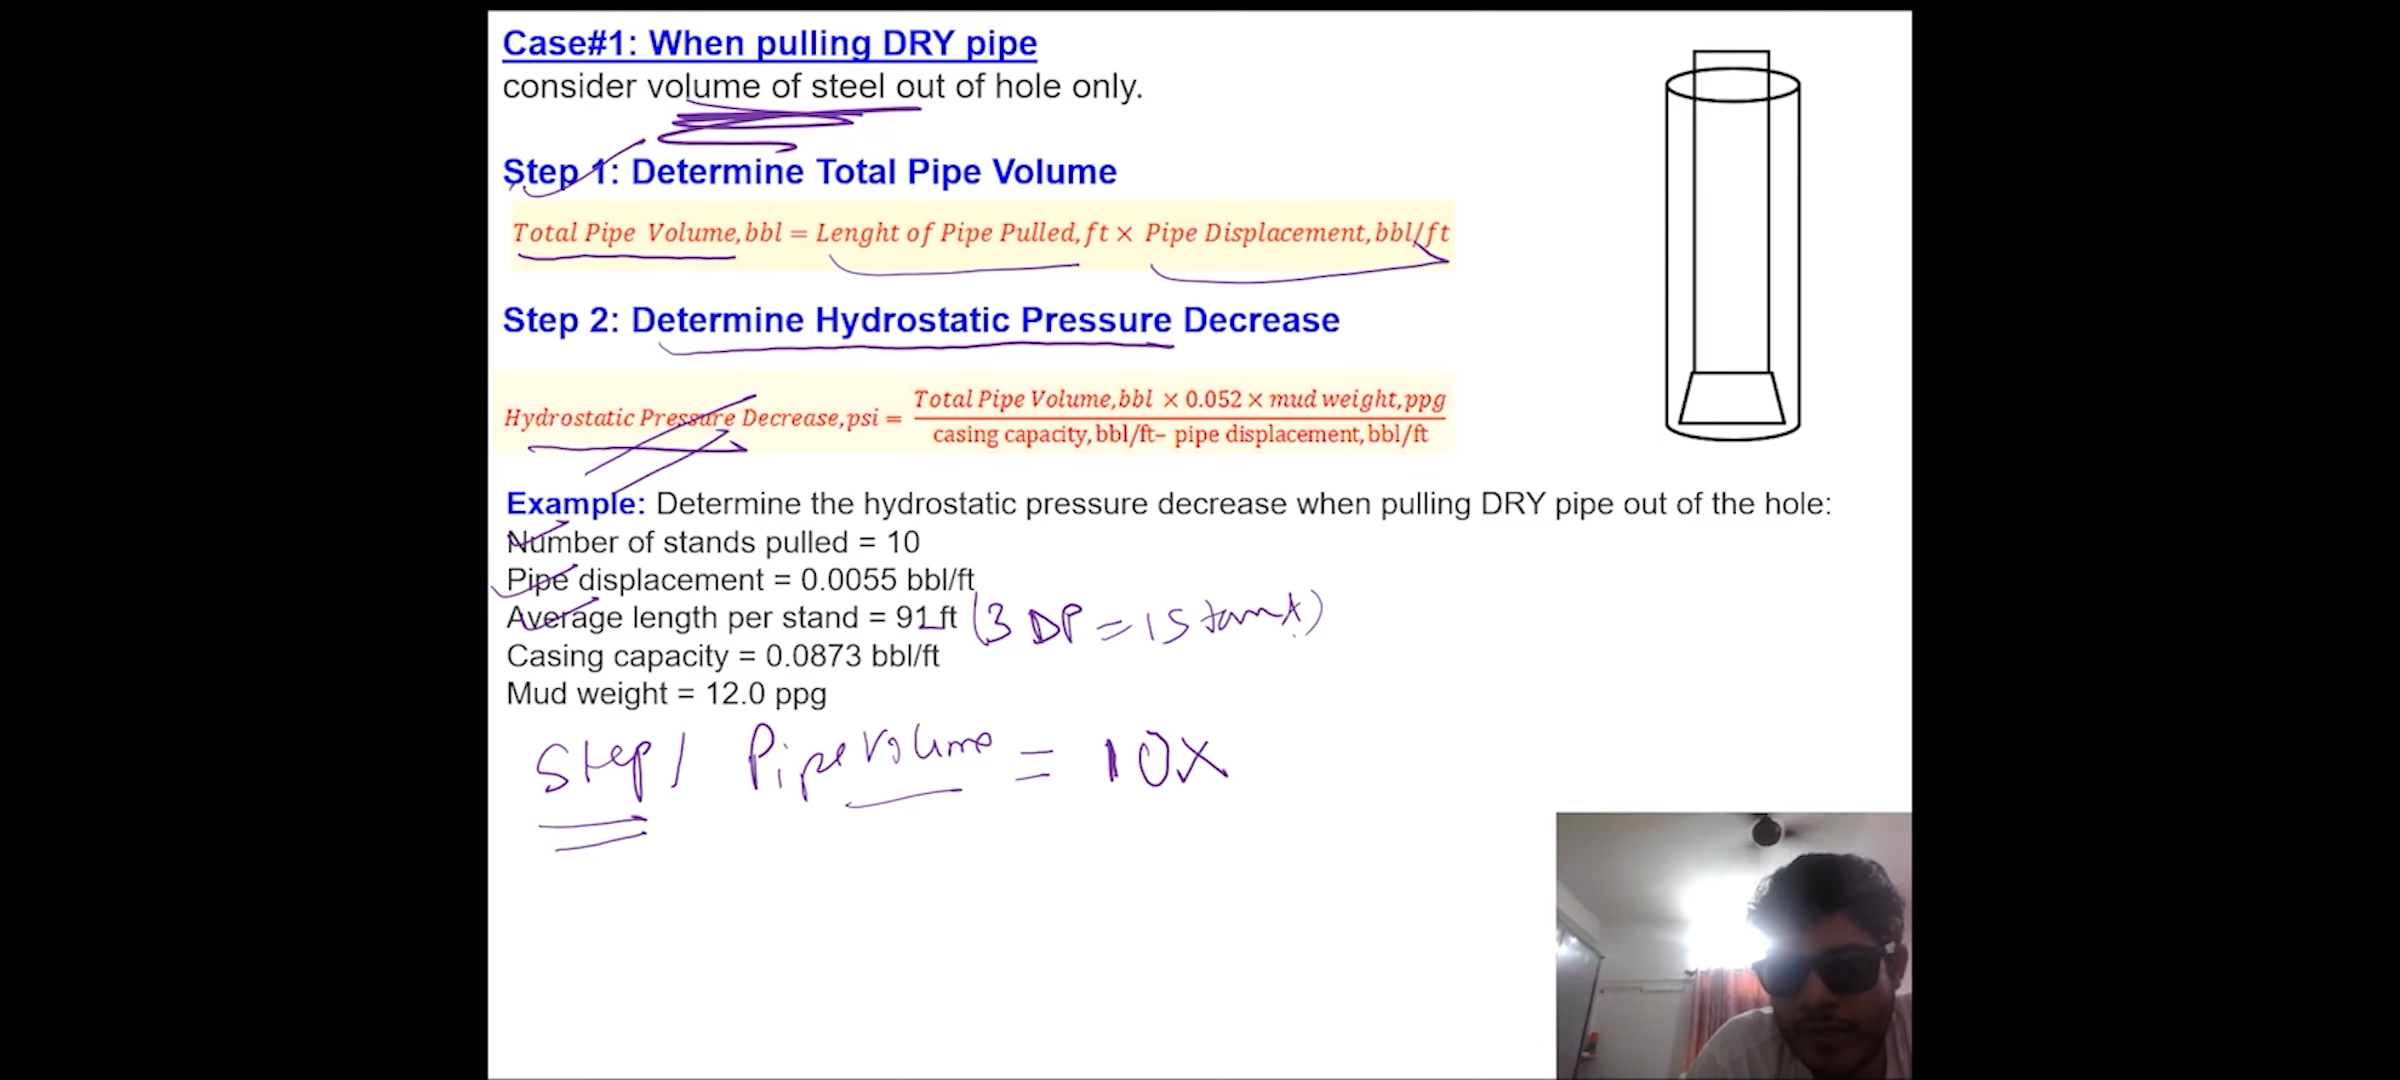 Case#1: When pulling DRY pipe
consider volume of steel out of hole only.
Step 1: Determine Total Pipe Volume
Total Pipe Volume, bbl = Lenght of Pipe Pulled, ft × Pipe Displacement, bbl/ft
Step 2: Determine Hydrostatic Pressure Decrease
Hydrostatic Pressure Decrease, psi = Total Pipe Volume, bbl × 0.052 × mud weight, ppg
casing capacity, bbl/ft– pipe displacement, bbl/ft
Example: Determine the hydrostatic pressure decrease when pulling DRY pipe out of the hole:
Number of stands pulled = 10
Pipe displacement = 0.0055 bbl/ft
Average length per stand = 91 ft (3 DP = 1 Stand)
Casing capacity = 0.0873 bbl/ft
Mud weight = 12.0 ppg
Step 1 Pipe Volume = 10 X